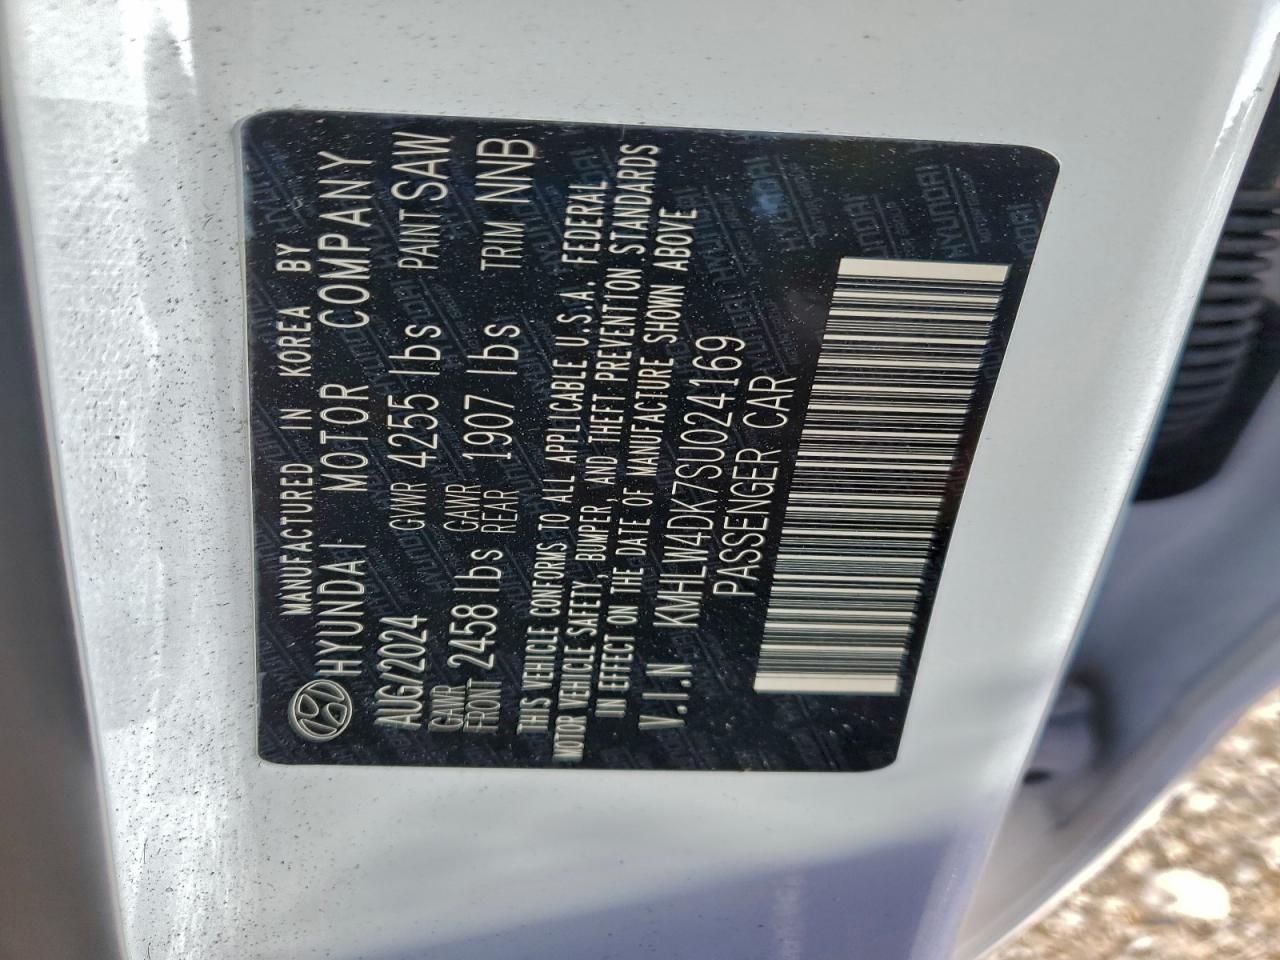 MANUFACTURED IN KOREA BY
HYUNDAI MOTOR COMPANY
AUG/2024 GVWR 4255 lbs PAINT SAW
GAWR FRONT 2458 lbs GAWR REAR 1907 lbs TRIM NNB
THIS VEHICLE CONFORMS TO ALL APPLICABLE U.S.A. FEDERAL
MOTOR VEHICLE SAFETY, BUMPER, AND THEFT PREVENTION STANDARDS
IN EFFECT ON THE DATE OF MANUFACTURE SHOWN ABOVE
V.I.N KMHLW4DK7SU024169
PASSENGER CAR